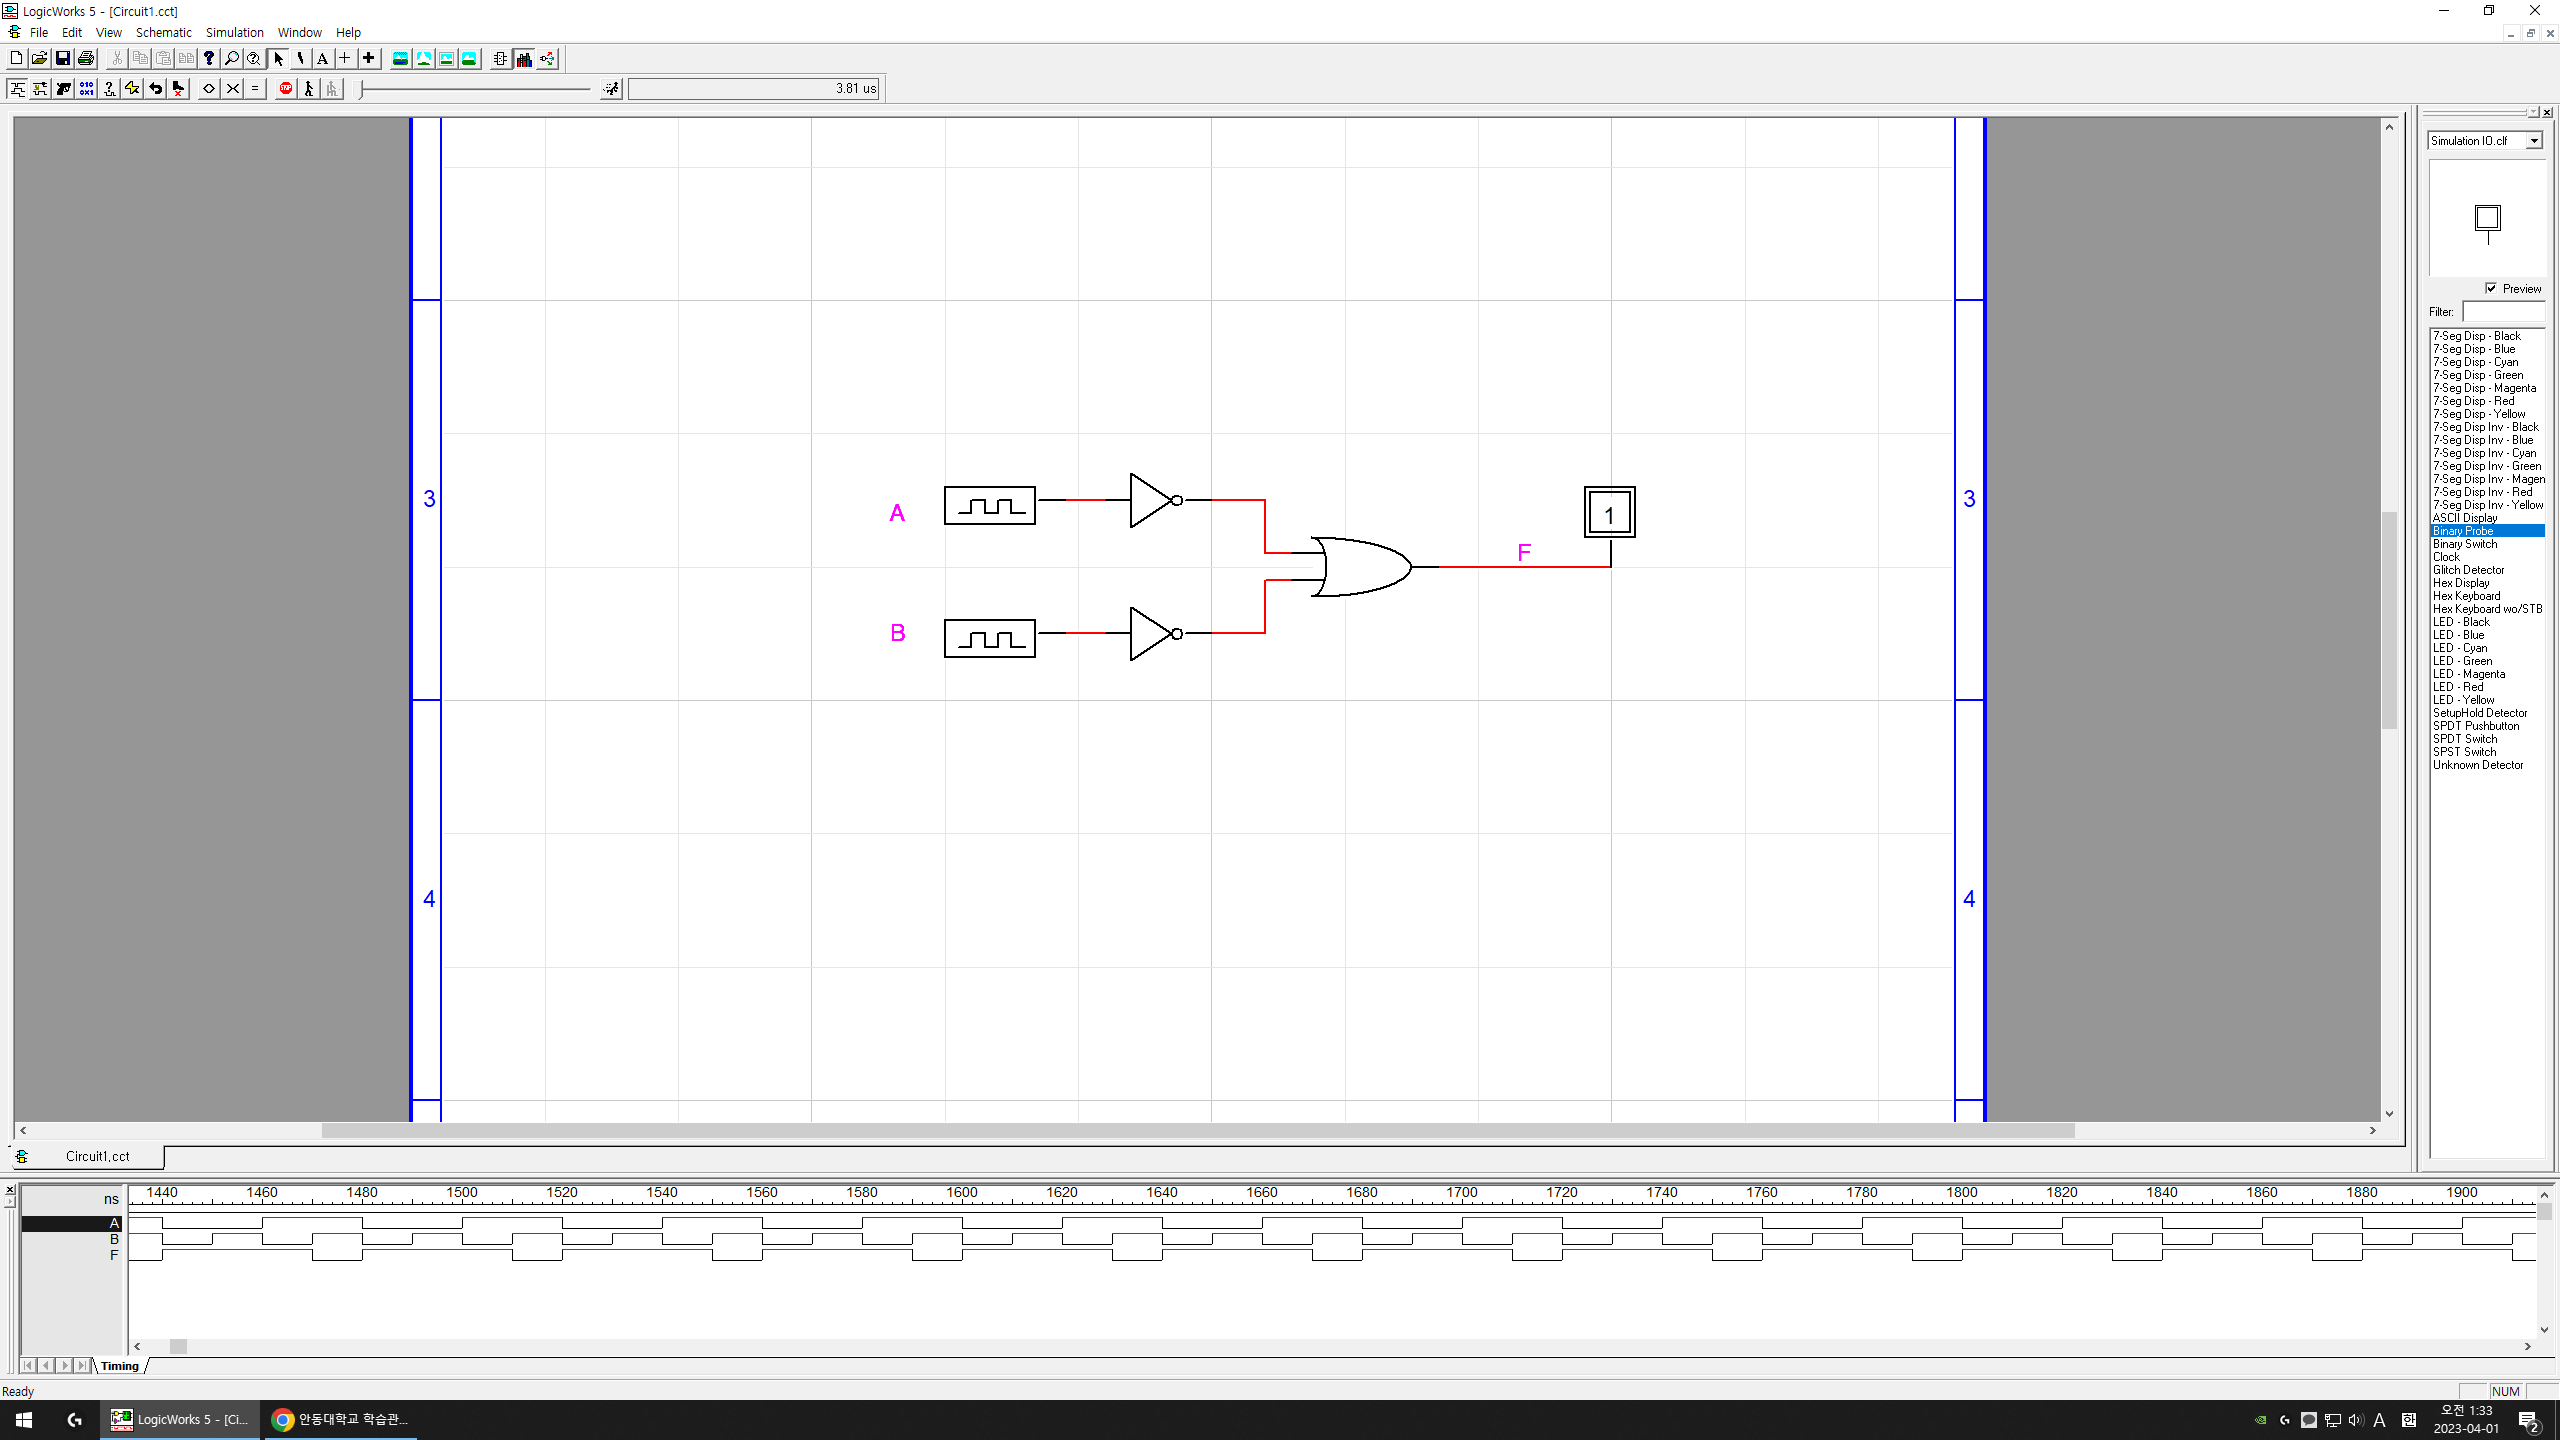 LogicWorks 5 - [Circuit1.cct]
File Edit View Schematic Simulation Window Help
3.81 us
Simulation IO.clf
Preview
Filter:
7-Seg Disp - Black
7-Seg Disp - Blue
7-Seg Disp - Cyan
7-Seg Disp - Green
7-Seg Disp - Magenta
7-Seg Disp - Red
7-Seg Disp - Yellow
7-Seg Disp Inv - Black
7-Seg Disp Inv - Blue
7-Seg Disp Inv - Cyan
7-Seg Disp Inv - Green
7-Seg Disp Inv - Magen
7-Seg Disp Inv - Red
7-Seg Disp Inv - Yellow
ASCII Display
Binary Probe
Binary Switch
Clock
Glitch Detector
Hex Display
Hex Keyboard
Hex Keyboard wo/STB
LED - Black
LED - Blue
LED - Cyan
LED - Green
LED - Magenta
LED - Red
LED - Yellow
SetupHold Detector
SPDT Pushbutton
SPDT Switch
SPST Switch
Unknown Detector
3 3
A
1
F
B
4 4
Circuit1.cct
ns 1440 1460 1480 1500 1520 1540 1560 1580 1600 1620 1640 1660 1680 1700 1720 1740 1760 1780 1800 1820 1840 1860 1880 1900
A
B
F
Timing
Ready
NUM
LogicWorks 5 - [Ci...
안동대학교 학습관...
A
한
오전 1:33
2023-04-01
2